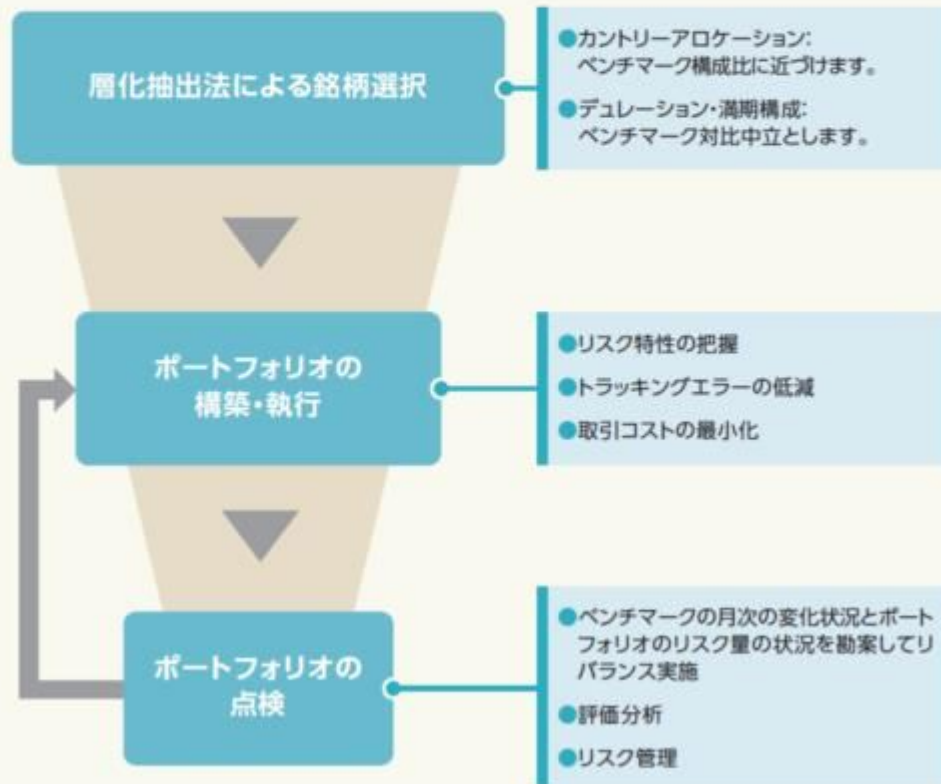 層化抽出法による銘柄選択
●カントリーアロケーション:
ベンチマーク構成比に近づけます。
●デュレーション・満期構成:
ベンチマーク対比中立とします。
ポートフォリオの
構築・執行
●リスク特性の把握
●トラッキングエラーの低減
●取引コストの最小化
ポートフォリオの
点検
●ベンチマークの月次の変化状況とポート
フォリオのリスク量の状況を勘案してリ
バランス実施
●評価分析
●リスク管理